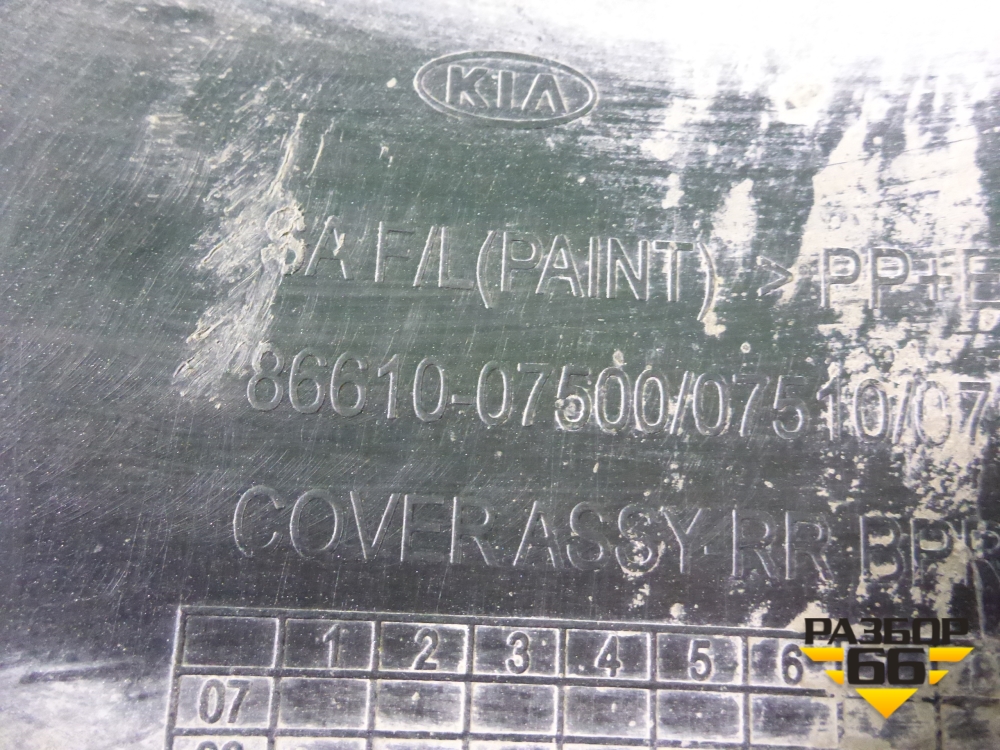 KIA
SA F/L (PAINT) >PP+E
86610-07500/07510/07
COVER ASSY-RR BPR
1 2 3 4 5 6
07
РАЗБОР
66